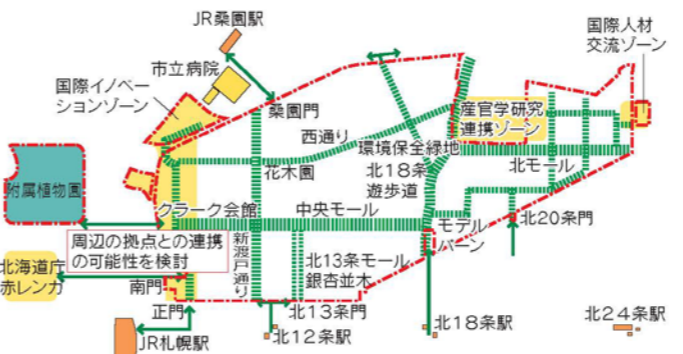 JR桑園駅
国際人材
交流ゾーン
市立病院
国際イノベ
ーションゾーン
桑園門
産官学研究
連携ゾーン
西通り
環境保全緑地
花木園
北18条
遊歩道
北モール
附属植物園
クラーク会館
中央モール
モデル
バーン
北20条門
周辺の拠点との連携
の可能性を検討
新渡戸通り
北13条モール
銀杏並木
北海道庁
赤レンガ
南門
正門
北13条門
JR札幌駅
北12条駅
北18条駅
北24条駅